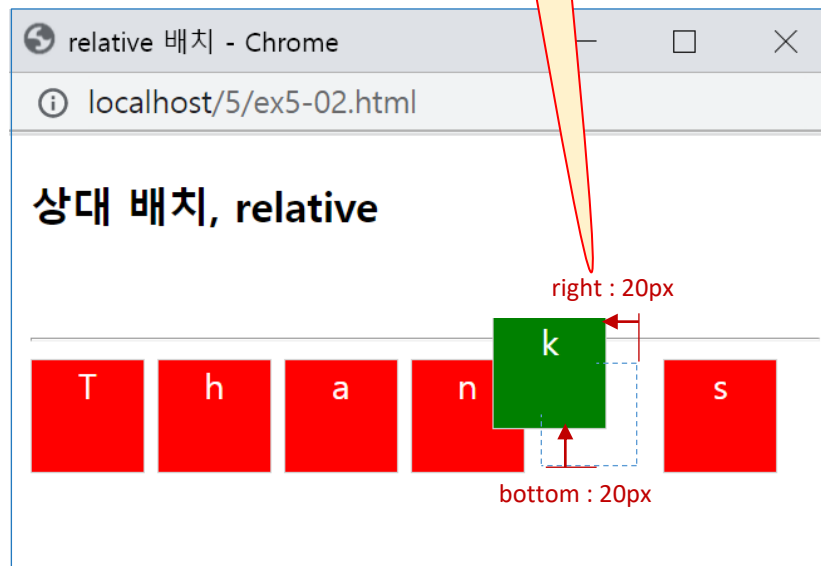 relative 배치 - Chrome
localhost/5/ex5-02.html
상대 배치, relative
right : 20px
T h a n k s
bottom : 20px